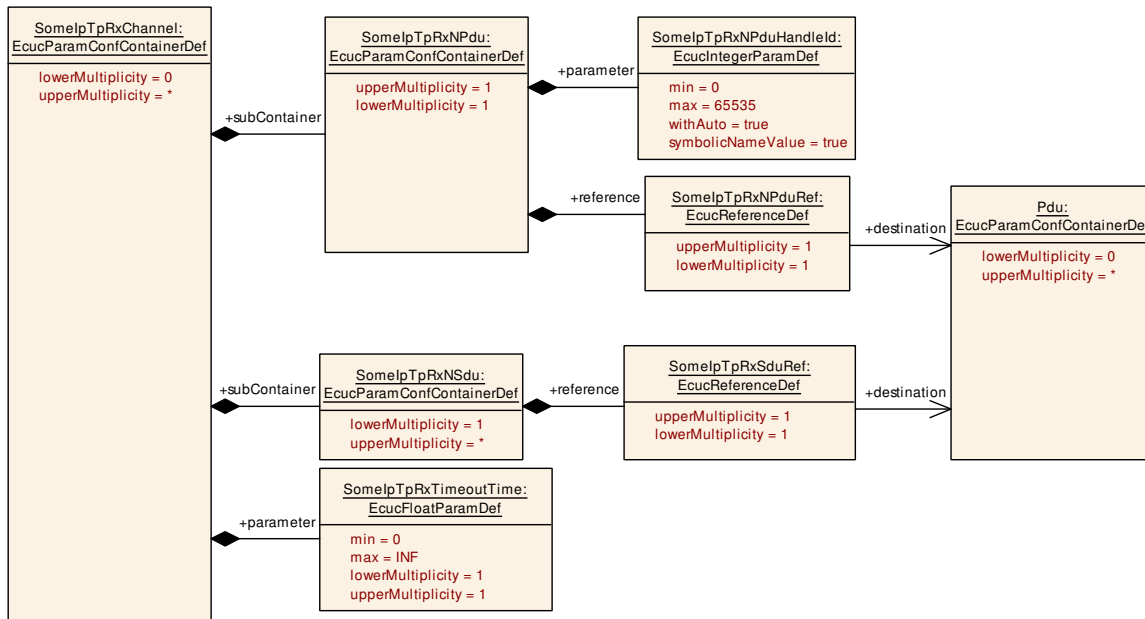 SomeIpTpRxChannel:
EcucParamConfContainerDef
lowerMultiplicity = 0
upperMultiplicity = *
+subContainer
SomeIpTpRxNPdu:
EcucParamConfContainerDef
upperMultiplicity = 1
lowerMultiplicity = 1
+parameter
SomeIpTpRxNPduHandleId:
EcucIntegerParamDef
min = 0
max = 65535
withAuto = true
symbolicNameValue = true
+reference
SomeIpTpRxNPduRef:
EcucReferenceDef
upperMultiplicity = 1
lowerMultiplicity = 1
+destination
Pdu:
EcucParamConfContainerDef
lowerMultiplicity = 0
upperMultiplicity = *
+subContainer
SomeIpTpRxNSdu:
EcucParamConfContainerDef
lowerMultiplicity = 1
upperMultiplicity = *
+reference
SomeIpTpRxSduRef:
EcucReferenceDef
upperMultiplicity = 1
lowerMultiplicity = 1
+destination
+parameter
SomeIpTpRxTimeoutTime:
EcucFloatParamDef
min = 0
max = INF
lowerMultiplicity = 1
upperMultiplicity = 1